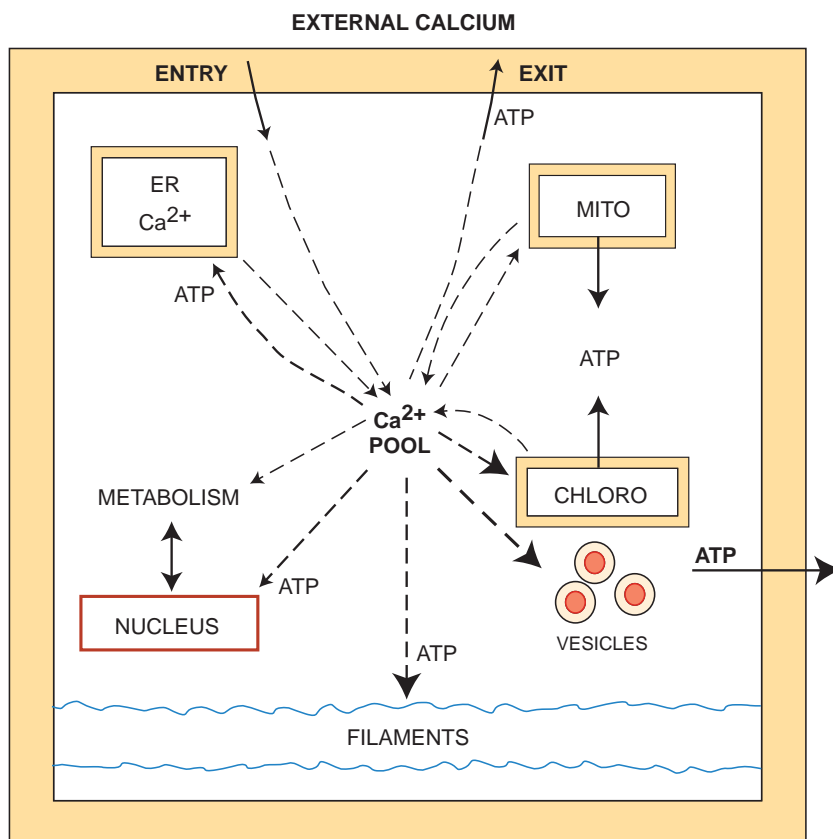 EXTERNAL CALCIUM
ENTRY
EXIT
ATP
ER
Ca2+
MITO
ATP
ATP
Ca2+
POOL
METABOLISM
CHLORO
ATP
ATP
NUCLEUS
VESICLES
ATP
FILAMENTS